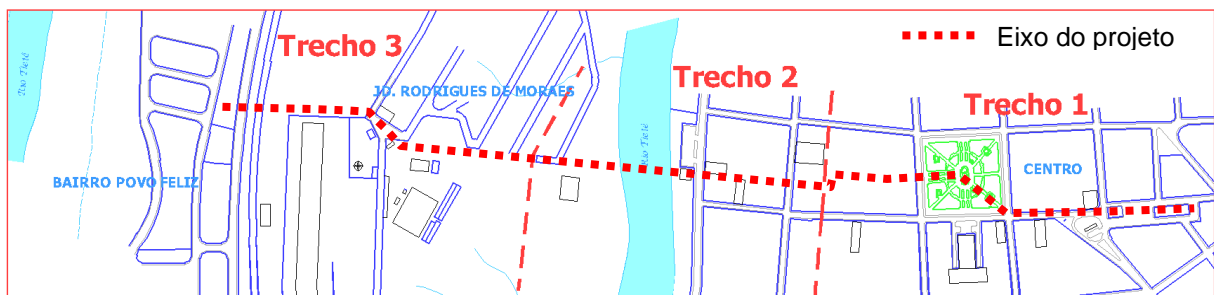 Eixo do projeto
Trecho 3
Trecho 2
Trecho 1
Rio Tietê
JD. RODRIGUES DE MORAES
Rio Tietê
CENTRO
BAIRRO POVO FELIZ